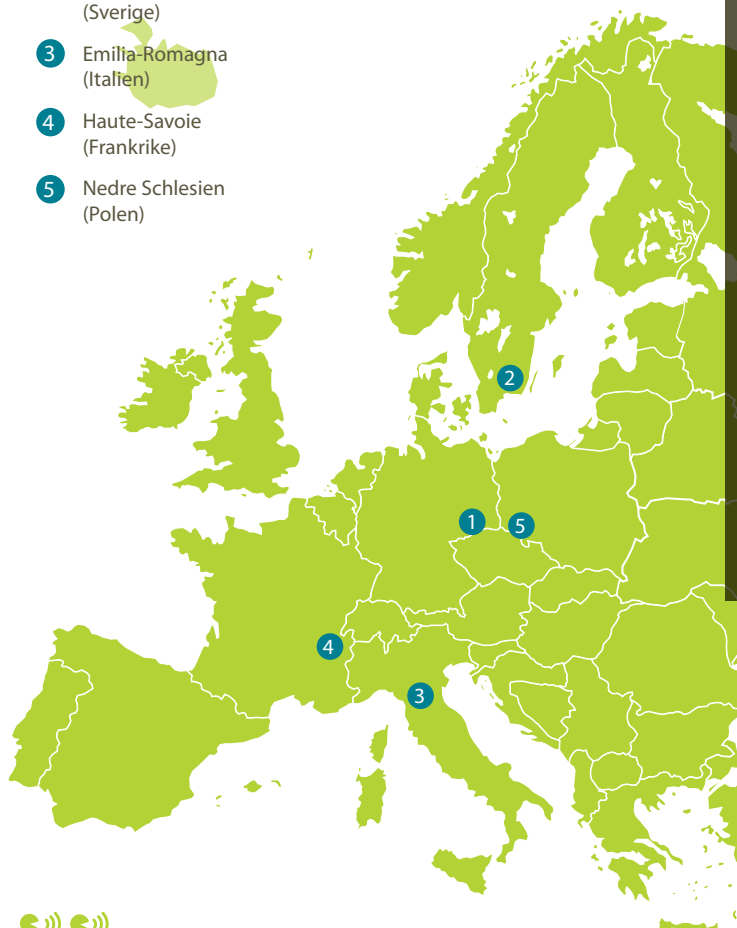 (Sverige)
3 Emilia-Romagna
(Italien)
4 Haute-Savoie
(Frankrike)
5 Nedre Schlesien
(Polen)
2
1
5
4
3